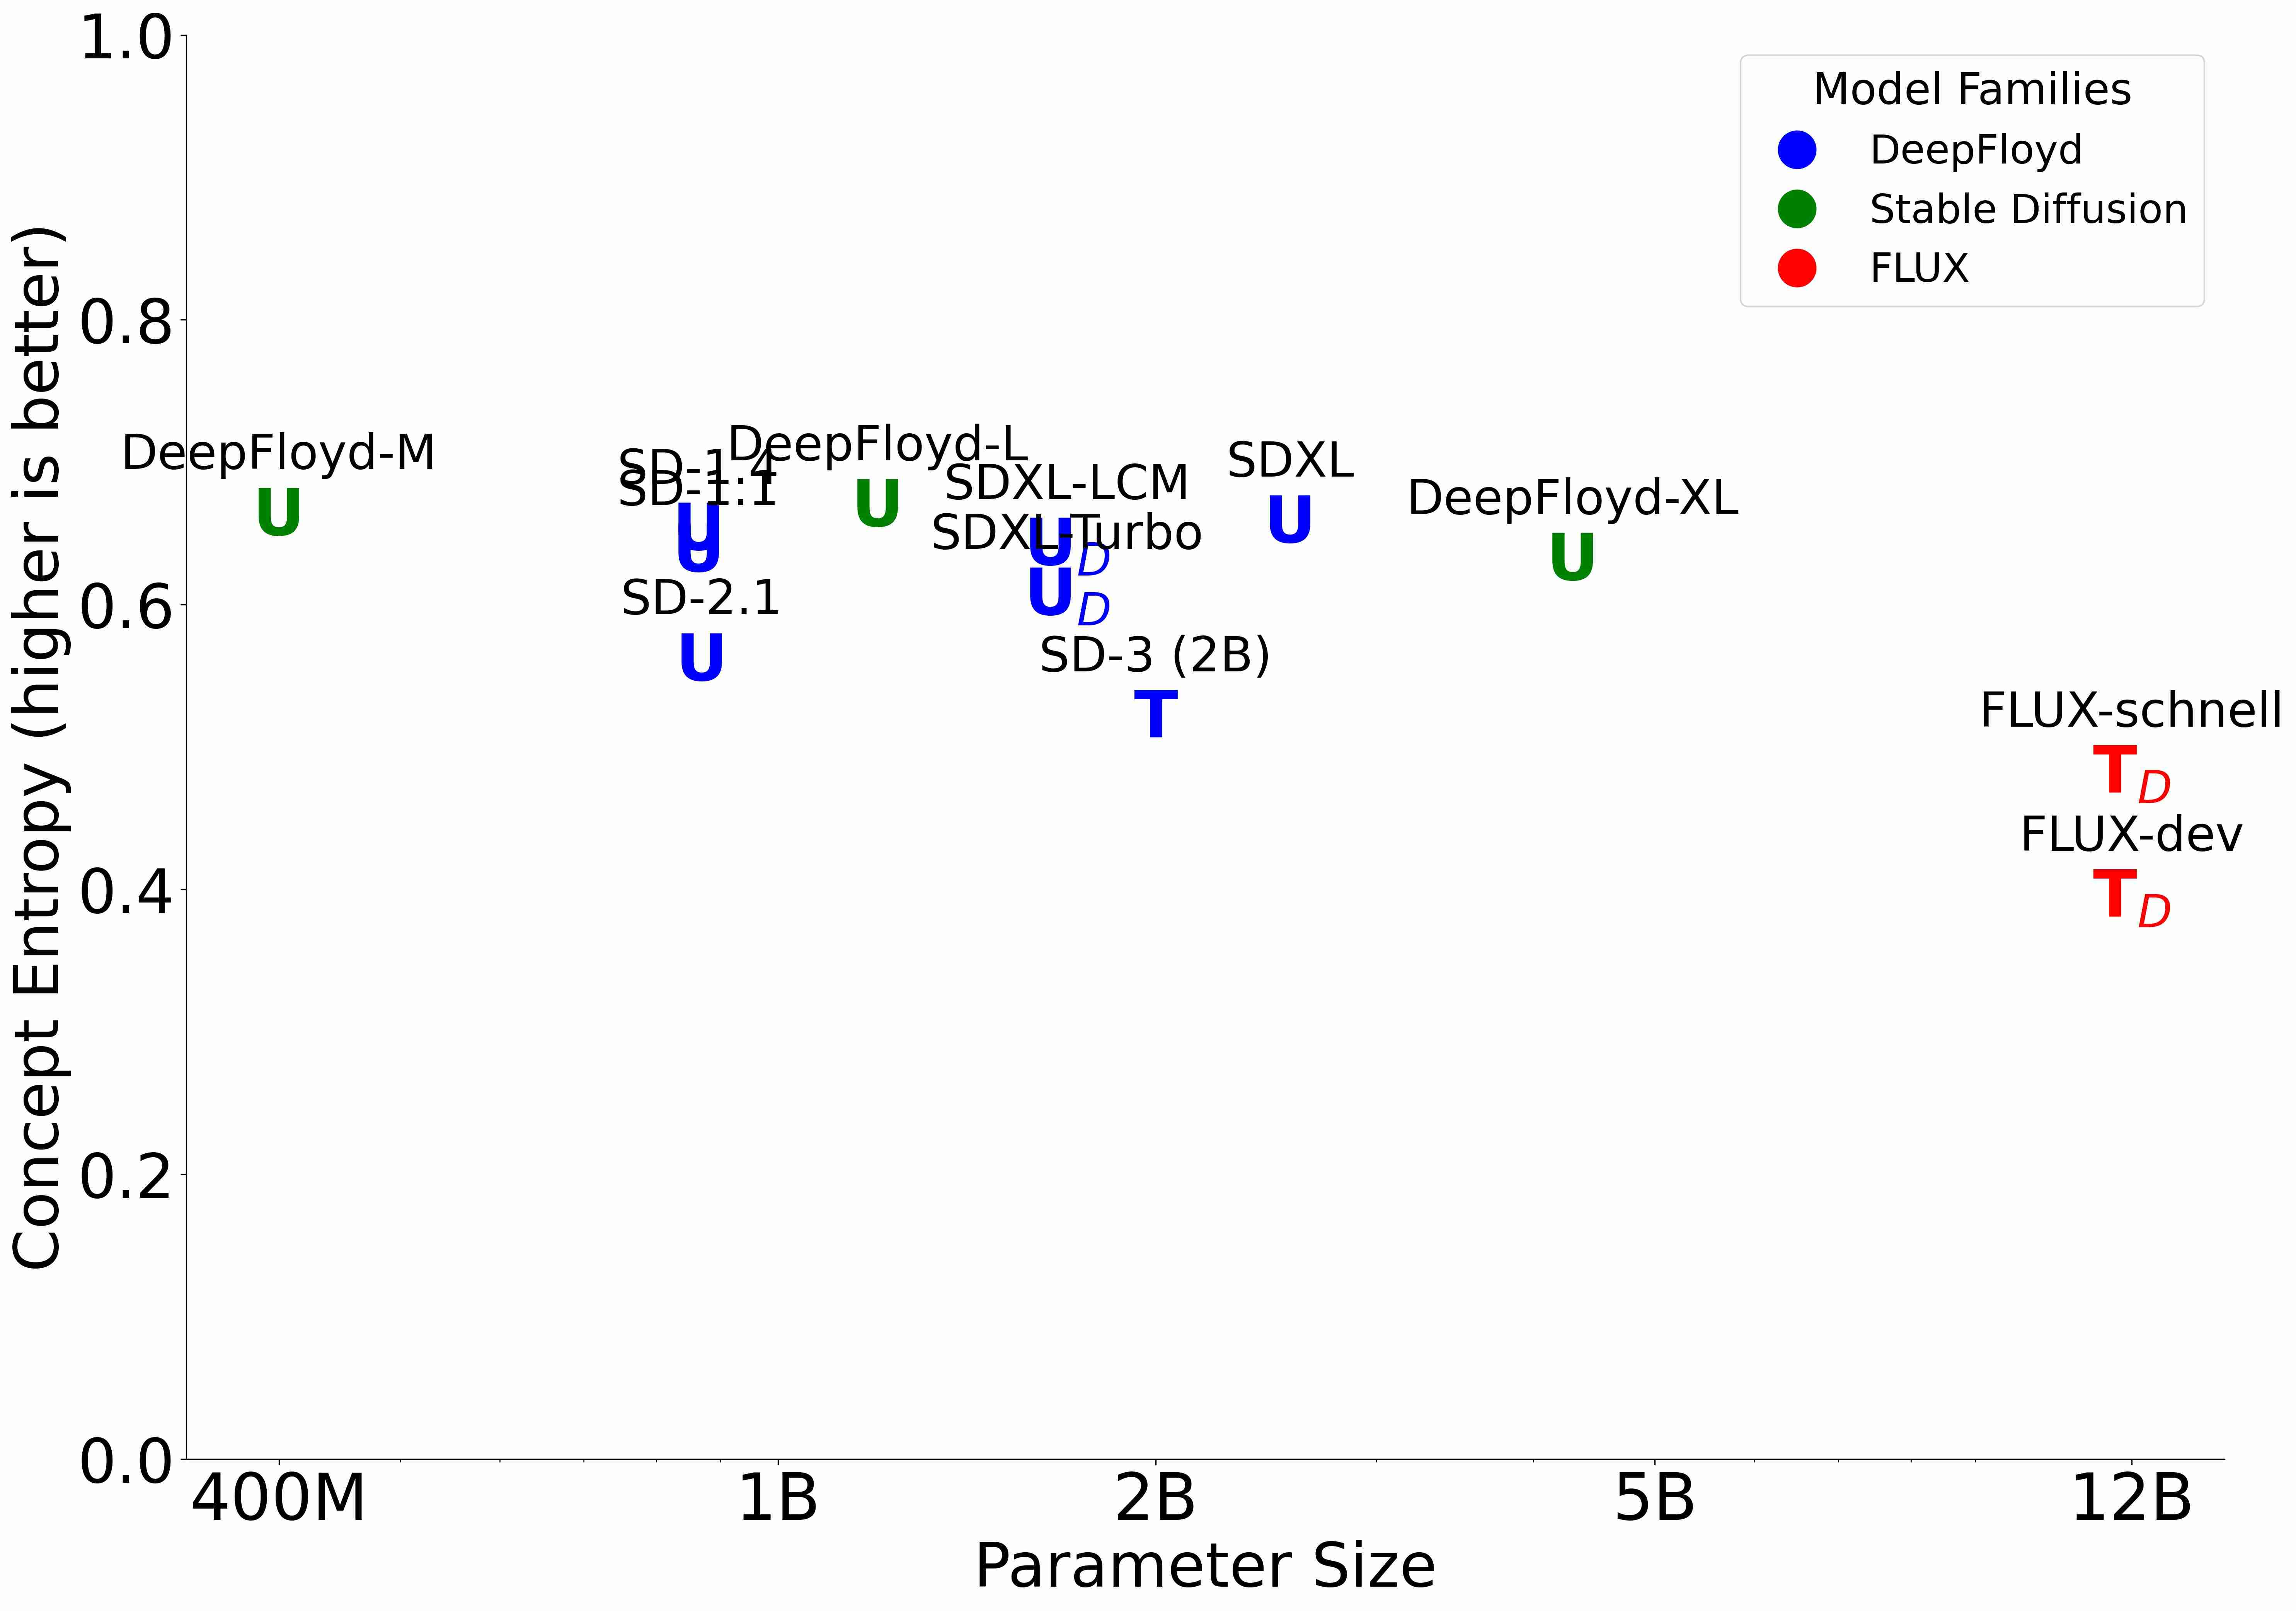 Concept Entropy (higher is better)
1.0
0.8
0.6
0.4
0.2
0.0
400M
1B
2B
5B
12B
Parameter Size
Model Families
DeepFloyd
Stable Diffusion
FLUX
DeepFloyd-M
U
SD-1.4
U
SD-1.1
U
SD-2.1
U
DeepFloyd-L
U
SDXL-LCM
U D
SDXL-Turbo
U D
SD-3 (2B)
T
SDXL
U
DeepFloyd-XL
U
FLUX-schnell
T D
FLUX-dev
T D